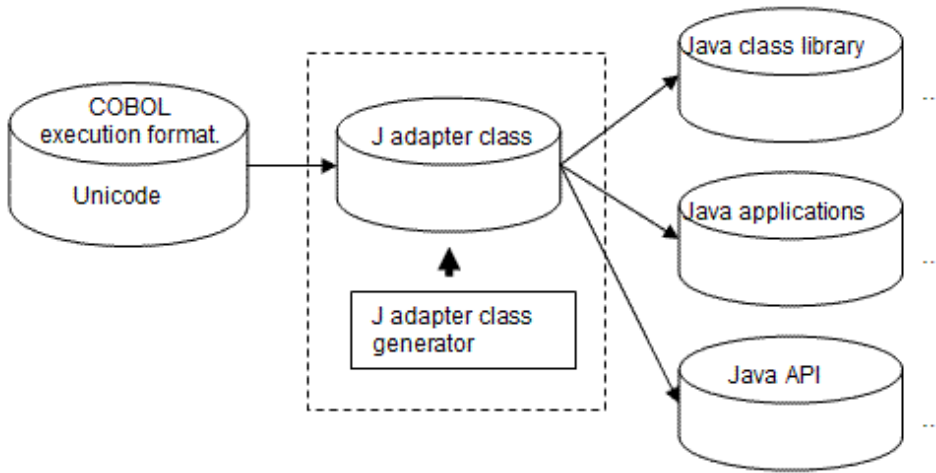 COBOL
execution format.
Unicode
J adapter class
J adapter class
generator
Java class library
..
Java applications
..
Java API
..